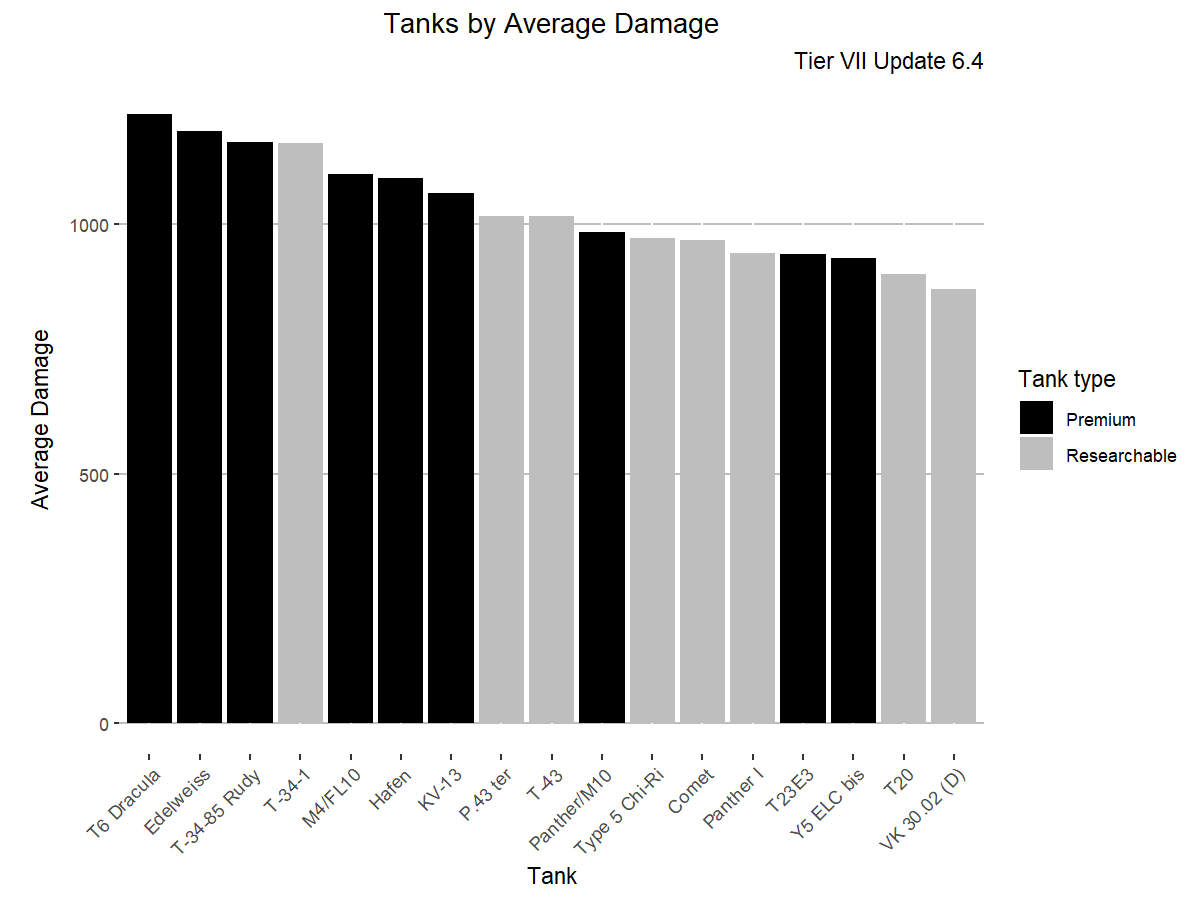 Tanks by Average Damage
Tier VII Update 6.4
Average Damage
1000
500
0
T6 Dracula
Edelweiss
T-34-85 Rudy
T-34-1
M4/FL10
Hafen
KV-13
P.43 ter
T-43
Panther/M10
Type 5 Chi-Ri
Comet
Panther I
T23E3
Y5 ELC bis
T20
VK 30.02 (D)
Tank
Tank type
Premium
Researchable